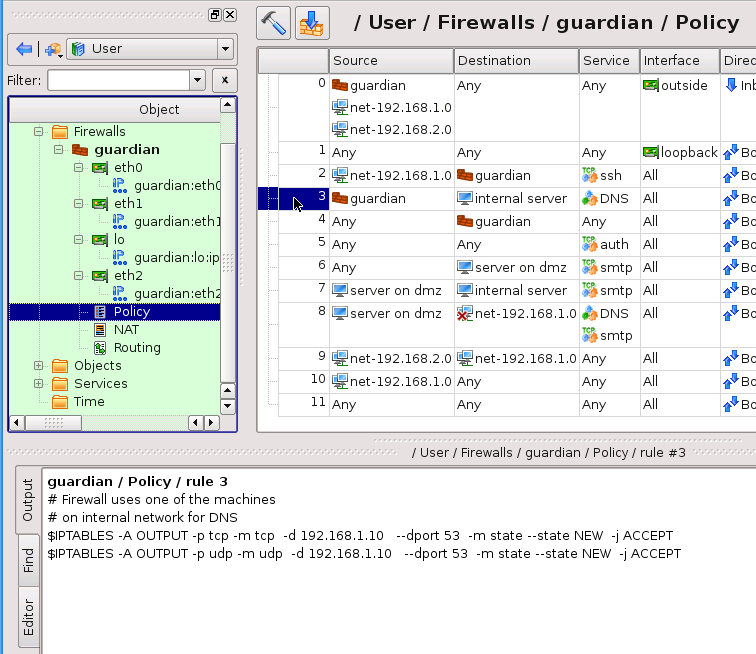 / User / Firewalls / guardian / Policy
User
Filter:
x
Object
Firewalls
guardian
eth0
guardian:eth0
eth1
guardian:eth1
lo
guardian:lo:ip
eth2
guardian:eth2
Policy
NAT
Routing
Objects
Services
Time
Source Destination Service Interface Direc
0 guardian Any Any outside Inb
net-192.168.1.0
net-192.168.2.0
1 Any Any Any loopback Bo
2 net-192.168.1.0 guardian TCP ssh All Bo
3 guardian internal server DNS All Bo
4 Any guardian Any All Bo
5 Any Any TCP auth All Bo
6 Any server on dmz TCP smtp All Bo
7 server on dmz internal server TCP smtp All Bo
8 server on dmz net-192.168.1.0 DNS All Bo
TCP smtp
9 net-192.168.2.0 net-192.168.1.0 Any All Bo
10 net-192.168.1.0 Any Any All Bo
11 Any Any Any All Bo
/ User / Firewalls / guardian / Policy / rule #3
Output
Find
Editor
guardian / Policy / rule 3
# Firewall uses one of the machines
# on internal network for DNS
$IPTABLES -A OUTPUT -p tcp -m tcp -d 192.168.1.10 --dport 53 -m state --state NEW -j ACCEPT
$IPTABLES -A OUTPUT -p udp -m udp -d 192.168.1.10 --dport 53 -m state --state NEW -j ACCEPT